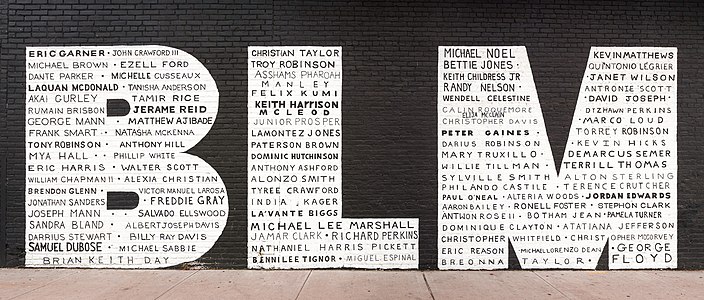 ERIC GARNER · JOHN CRAWFORD III
MICHAEL BROWN · EZELL FORD
DANTE PARKER · MICHELLE CUSSEAUX
LAQUAN MCDONALD · TANISHA ANDERSON
AKAI GURLEY · TAMIR RICE
RUMAIN BRISBON · JERAME REID
GEORGE MANN · MATTHEW AJIBADE
FRANK SMART · NATASHA MCKENNA
TONY ROBINSON · ANTHONY HILL
MYA HALL · PHILLIP WHITE
ERIC HARRIS · WALTER SCOTT
WILLIAM CHAPMAN II · ALEXIA CHRISTIAN
BRENDON GLENN · VICTOR MANUEL LAROSA
JONATHAN SANDERS · FREDDIE GRAY
JOSEPH MANN · SALVADO ELLSWOOD
SANDRA BLAND · ALBERT JOSEPH DAVIS
DARRIUS STEWART · BILLY RAY DAVIS
SAMUEL DUBOSE · MICHAEL SABBIE
BRIAN KEITH DAY
CHRISTIAN TAYLOR
TROY ROBINSON
ASSHAMS PHAROAH
MANLEY
FELIX KUMI
KEITH HARRISON
MCLEOD
JUNIOR PROSPER
LAMONTEZ JONES
PATERSON BROWN
DOMINIC HUTCHINSON
ANTHONY ASHFORD
ALONZO SMITH
TYREE CRAWFORD
INDIA · KAGER
LA'VANTE BIGGS
MICHAEL LEE MARSHALL
JAMAR CLARK · RICHARD PERKINS
NATHANIEL HARRIS PICKETT
BENNI LEE TIGNOR · MIGUEL ESPINAL
MICHAEL NOEL
BETTIE JONES ·
KEITH CHILDRESS JR
RANDY NELSON
WENDELL CELESTINE
CALIN ROQUEMORE
ELIJA MCCLAIN
CHRISTOPHER DAVIS
PETER GAINES ·
DARIUS ROBINSON
MARY TRUXILLO ·
WILLIE TILLMAN ·
KEVIN MATTHEWS
QUINTONIO LEGRIER
JANET WILSON
ANTRONIE SCOTT
DAVID JOSEPH ·
DYZHAWN PERKINS
MARCO LOUD
TORREY ROBINSON
KEVIN HICKS
DEMARCUS SEMER
TERRILL THOMAS
SYLVILLE SMITH · ALTON STERLING
PHILANDO CASTILE · TERENCE CRUTCHER
PAUL O'NEAL · ALTERIA WOODS · JORDAN EDWARDS
AARON BAILEY · RONELL FOSTER · STEPHON CLARK
ANTWON ROSE II · BOTHAM JEAN · PAMELA TURNER
DOMINIQUE CLAYTON · ATATIANA JEFFERSON
CHRISTOPHER WHITFIELD · CHRISTOPHER MCCORVEY
ERIC REASON · MICHAEL LORENZO DEAN
BREONNA TAYLOR ·
GEORGE
FLOYD